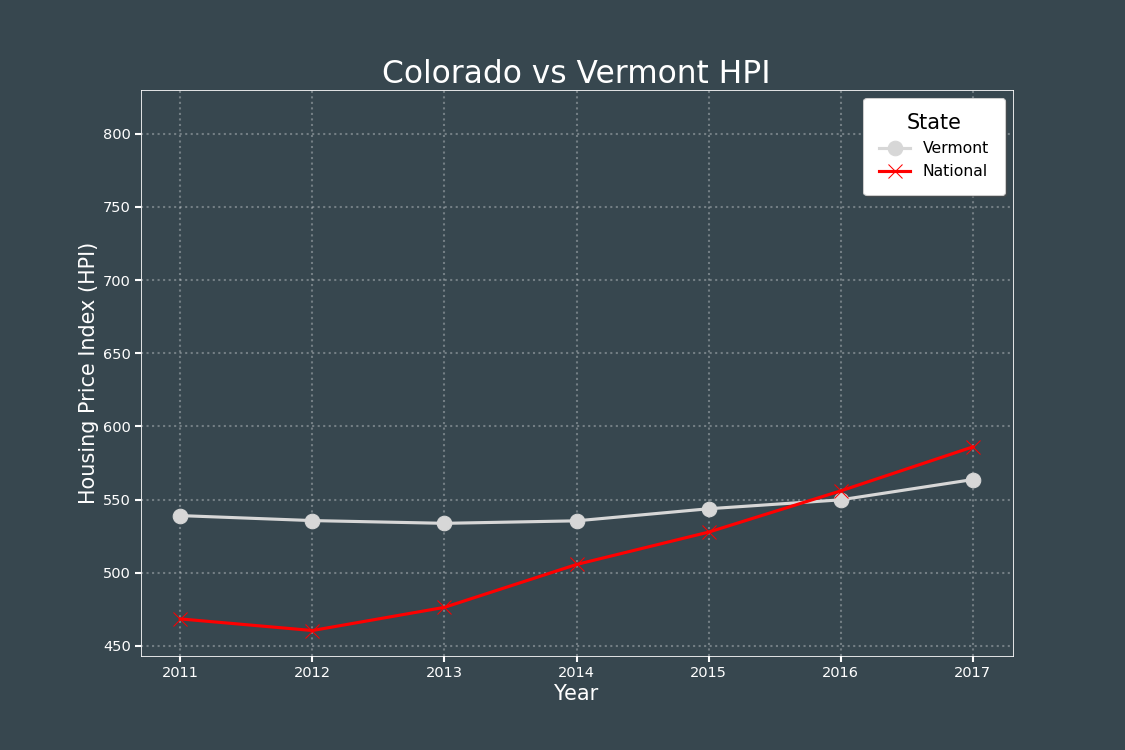 Colorado vs Vermont HPI
State
Vermont
National
800
750
700
650
600
550
500
450
Housing Price Index (HPI)
2011 2012 2013 2014 2015 2016 2017
Year